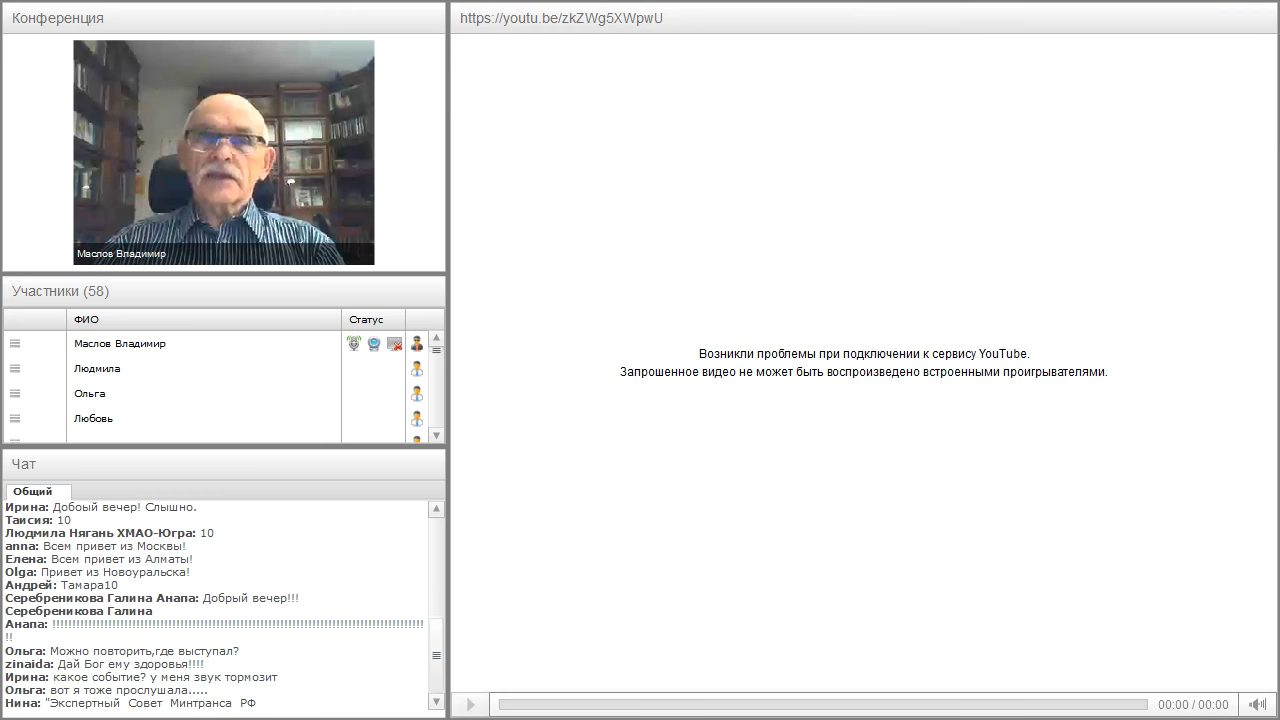 Конференция
https://youtu.be/zkZWg5XWpwU
Маслов Владимир
Возникли проблемы при подключении к сервису YouTube.
Запрошенное видео не может быть воспроизведено встроенными проигрывателями.
Участники (58)
ФИО Статус
Маслов Владимир
Людмила
Ольга
Любовь
Чат
Общий
Ирина: Добоый вечер! Слышно.
Таисия: 10
Людмила Нягань ХМАО-Югра: 10
anna: Всем привет из Москвы!
Елена: Всем привет из Алматы!
Olga: Привет из Новоуральска!
Андрей: Тамара10
Серебреникова Галина Анапа: Добрый вечер!!!
Серебреникова Галина
Анапа: !!!!!!!!!!!!!!!!!!!!!!!!!!!!!!!!!!!!!!!!!!!!!!!!!!!!!!!!!!!!!!!!!!!!!!!!!!!!!!!!!!!!!!!!!!!!!
!!
Ольга: Можно повторить,где выступал?
zinaida: Дай Бог ему здоровья!!!!
Ирина: какое событие? у меня звук тормозит
Ольга: вот я тоже прослушала.....
Нина: "Экспертный Совет Минтранса РФ
00:00 / 00:00